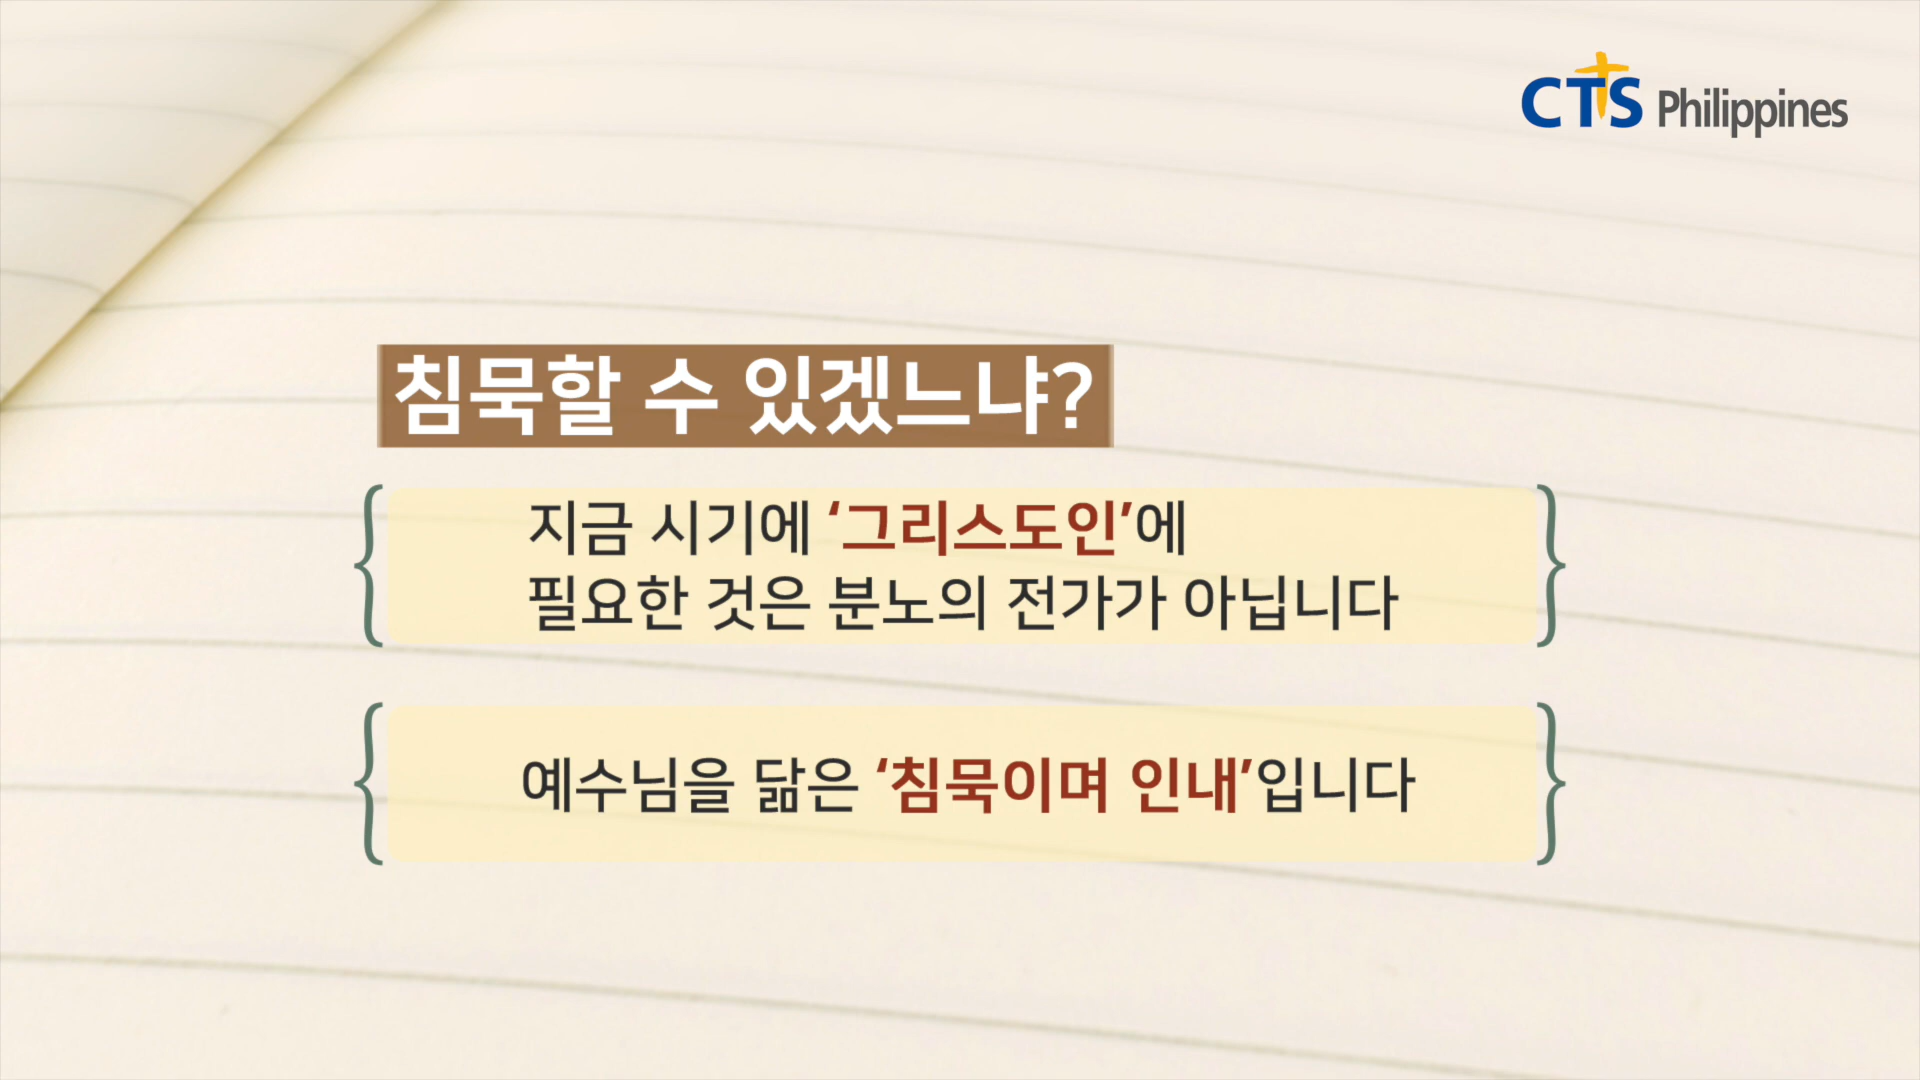 CTS Philippines
침묵할 수 있겠느냐?
지금 시기에 ‘그리스도인’에
필요한 것은 분노의 전가가 아닙니다
예수님을 닮은 ‘침묵이며 인내’입니다